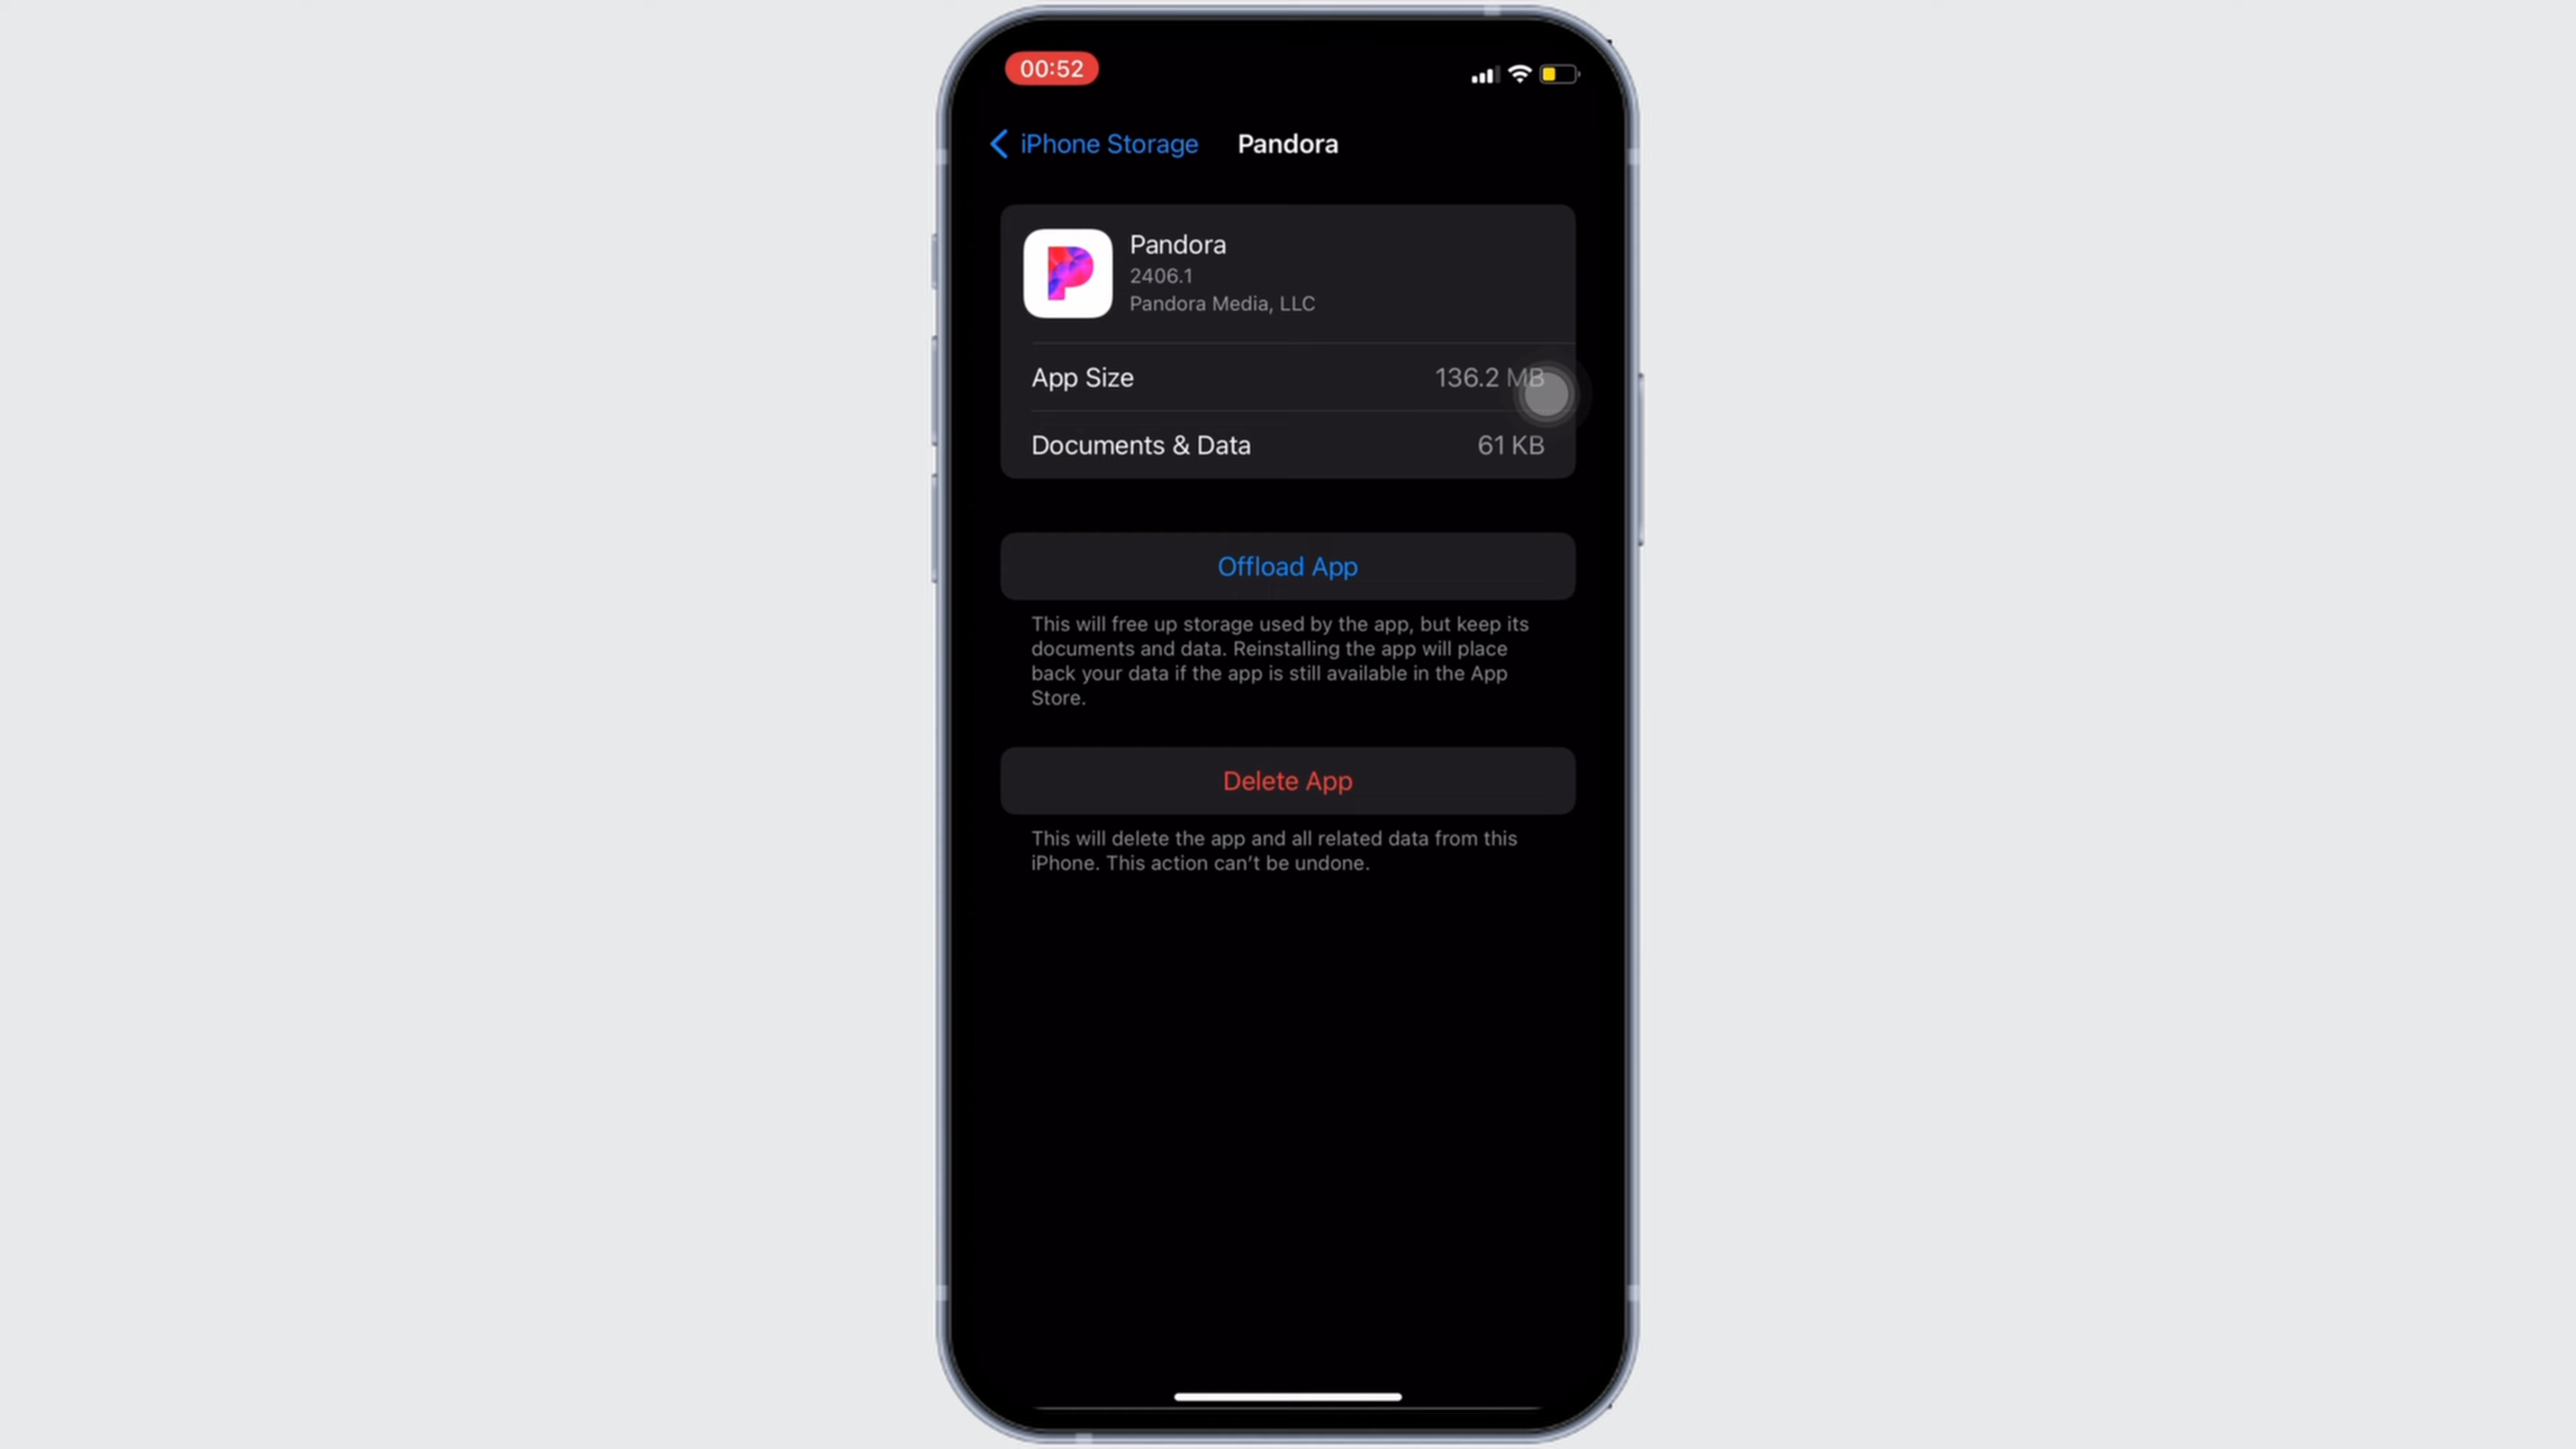 00:52
iPhone Storage
Pandora
Pandora
2406.1
Pandora Media, LLC
App Size
136.2 MB
Documents & Data
61 KB
Offload App
This will free up storage used by the app, but keep its
documents and data. Reinstalling the app will place
back your data if the app is still available in the App
Store.
Delete App
This will delete the app and all related data from this
iPhone. This action can’t be undone.